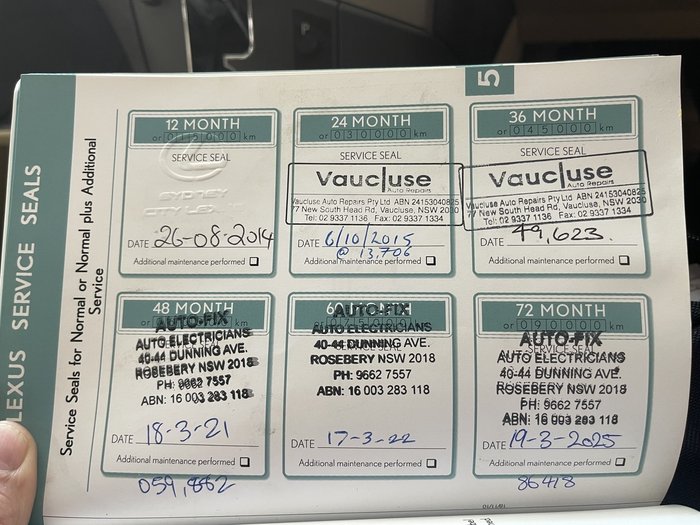 5
LEXUS SERVICE SEALS
Service Seals for Normal or Normal plus Additional
Service
12 MONTH
or 015000 km
SERVICE SEAL
SYDNEY
CITY LEX
DATE 26-08-2014
Additional maintenance performed
24 MONTH
or 030000 km
SERVICE SEAL
Vaucluse
Auto Repairs
Vaucluse Auto Repairs Pty Ltd ABN 24153040825
77 New South Head Rd, Vaucluse, NSW 2030
Tel: 02 9337 1136 Fax: 02 9337 1334
DATE 6/10/2015
@ 13,706
Additional maintenance performed
36 MONTH
or 045000 km
SERVICE SEAL
Vaucluse
Auto Repairs
Vaucluse Auto Repairs Pty Ltd ABN 24153040825
77 New South Head Rd, Vaucluse, NSW 2030
Tel: 02 9337 1136 Fax: 02 9337 1334
DATE 49,623.
Additional maintenance performed
48 MONTH
km
AUTO-FIX
AUTO ELECTRICIANS
40-44 DUNNING AVE.
ROSEBERY NSW 2018
PH: 9662 7557
ABN: 16 003 283 118
DATE 18-3-21
Additional maintenance performed
059,882
MONTH
AUTO-FIX
AUTO ELECTRICIANS
40-44 DUNNING AVE.
ROSEBERY NSW 2018
PH: 9662 7557
ABN: 16 003 283 118
DATE 17-3-22
Additional maintenance performed
72 MONTH
or 090000 km
AUTO-FIX
SERVICE SEAL
AUTO ELECTRICIANS
40-44 DUNNING AVE.
ROSEBERY NSW 2018
PH: 9662 7557
ABN: 16 003 283 118
DATE 19-3-2025
Additional maintenance performed
86418